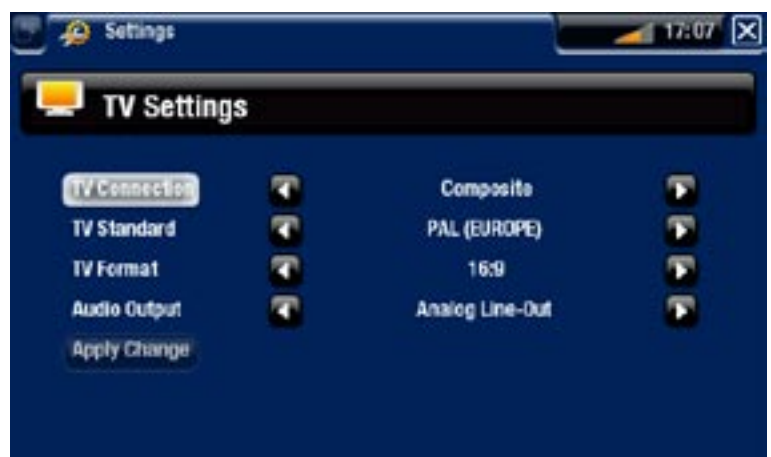 Settings 17:07
TV Settings
TV Connection Composite
TV Standard PAL (EUROPE)
TV Format 16:9
Audio Output Analog Line-Out
Apply Change